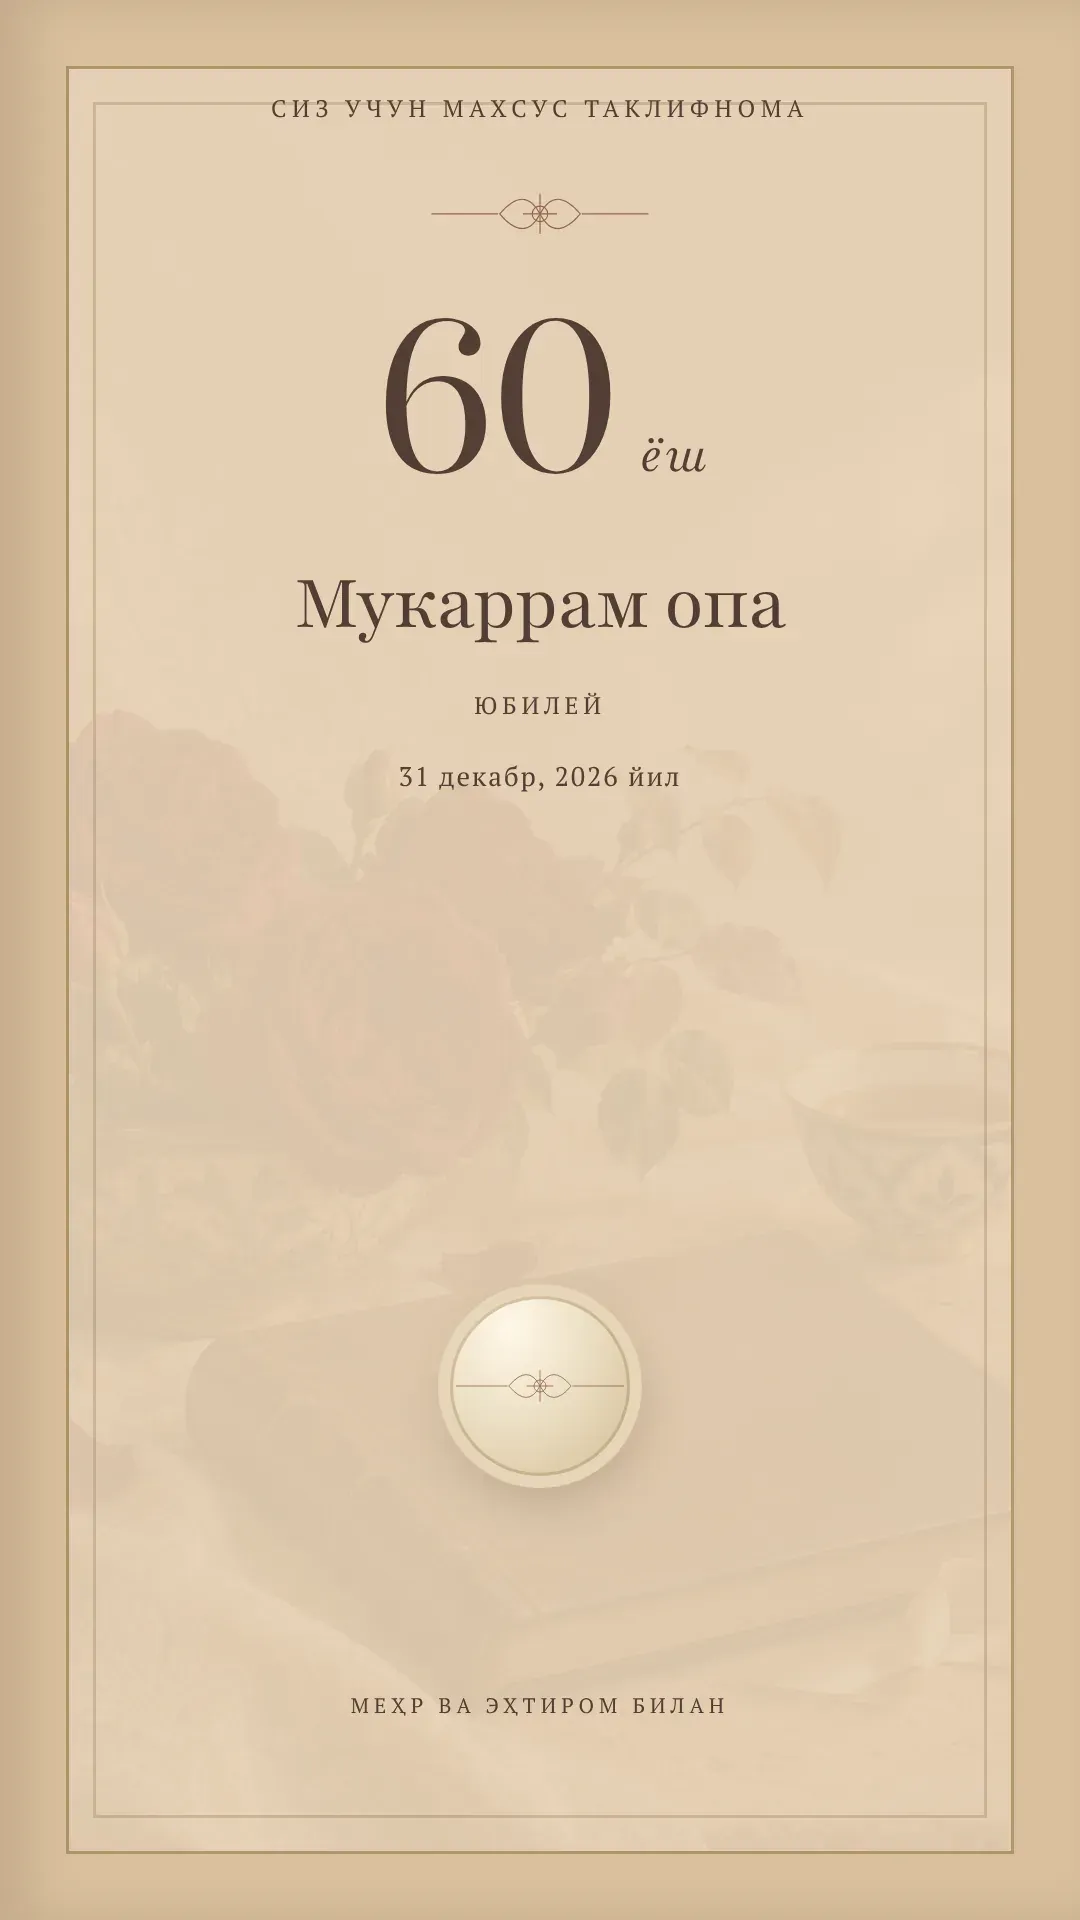 СИЗ УЧУН МАХСУС ТАКЛИФНОМА
60 ёш
Мукаррам опа
ЮБИЛЕЙ
31 декабр, 2026 йил
МЕҲР ВА ЭҲТИРОМ БИЛАН